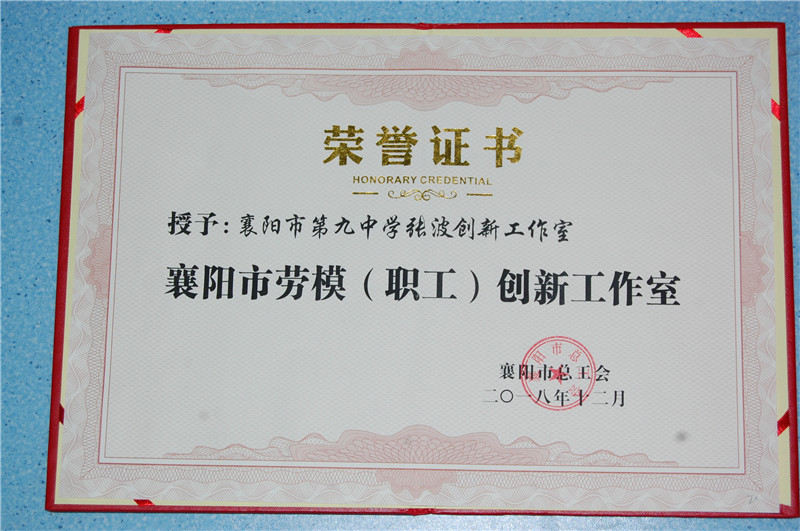 荣誉证书
HONORARY CREDENTIAL
授予：襄阳市第九中学张波创新工作室
襄阳市劳模（职工）创新工作室
襄阳市总工会
二〇一八年十二月